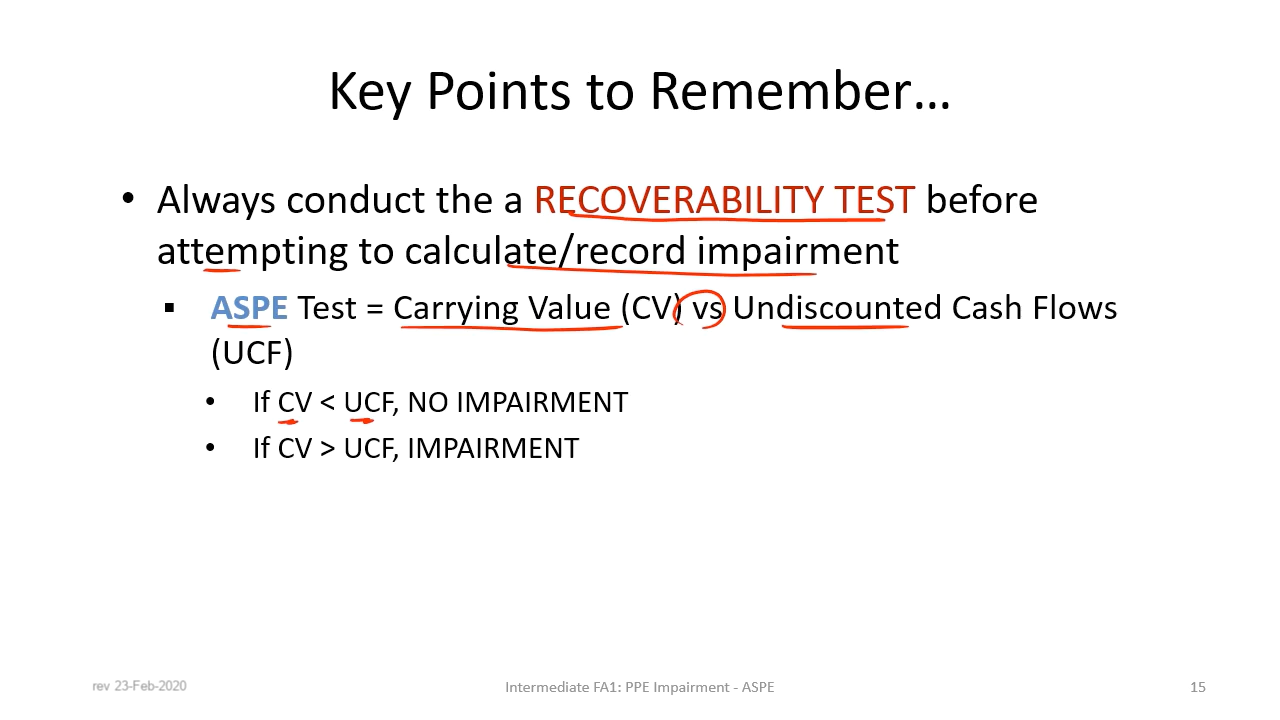 Key Points to Remember…
• Always conduct the a RECOVERABILITY TEST before
attempting to calculate/record impairment
▪ ASPE Test = Carrying Value (CV) vs Undiscounted Cash Flows
(UCF)
• If CV < UCF, NO IMPAIRMENT
• If CV > UCF, IMPAIRMENT
rev 23-Feb-2020
Intermediate FA1: PPE Impairment - ASPE
15